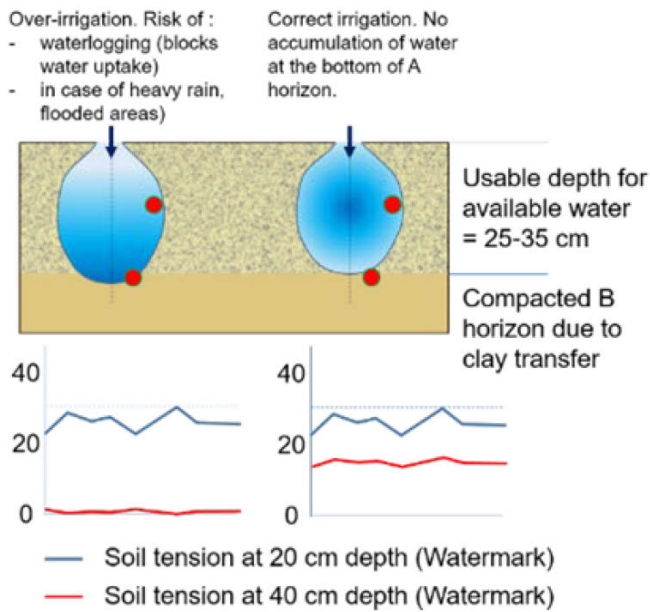 Over-irrigation. Risk of :
- waterlogging (blocks
water uptake)
- in case of heavy rain,
flooded areas)
Correct irrigation. No
accumulation of water
at the bottom of A
horizon.
Usable depth for
available water
= 25-35 cm
Compacted B
horizon due to
clay transfer
40
20
0
40
20
0
Soil tension at 20 cm depth (Watermark)
Soil tension at 40 cm depth (Watermark)